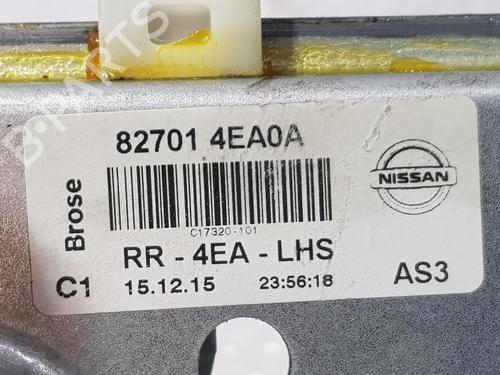 82701 4EA0A
Brose
C17320-101
NISSAN
RR - 4EA - LHS
C1
15.12.15
23:56:18
AS3
B-PARTS